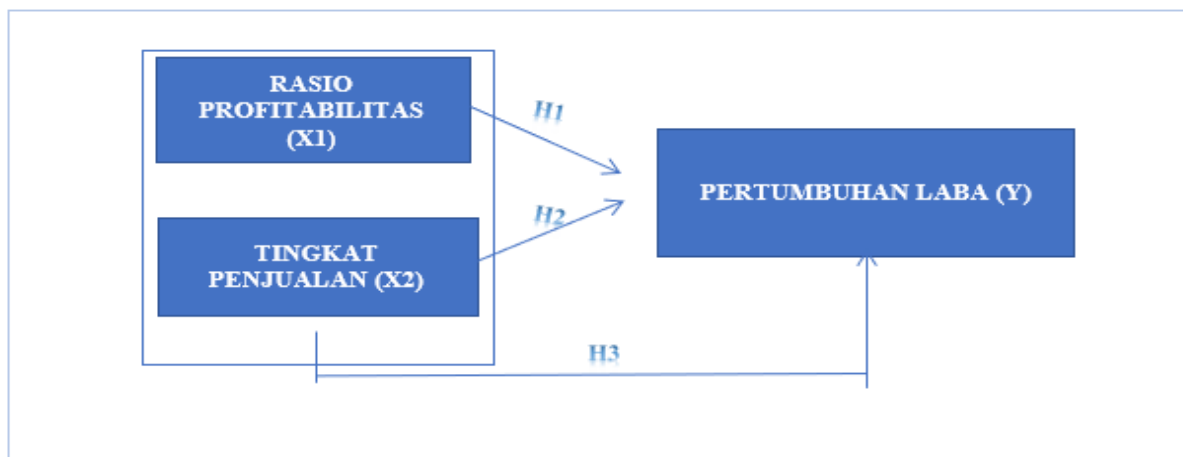 RASIO
PROFITABILITAS
(X1)
H1
PERTUMBUHAN LABA (Y)
H2
TINGKAT
PENJUALAN (X2)
H3